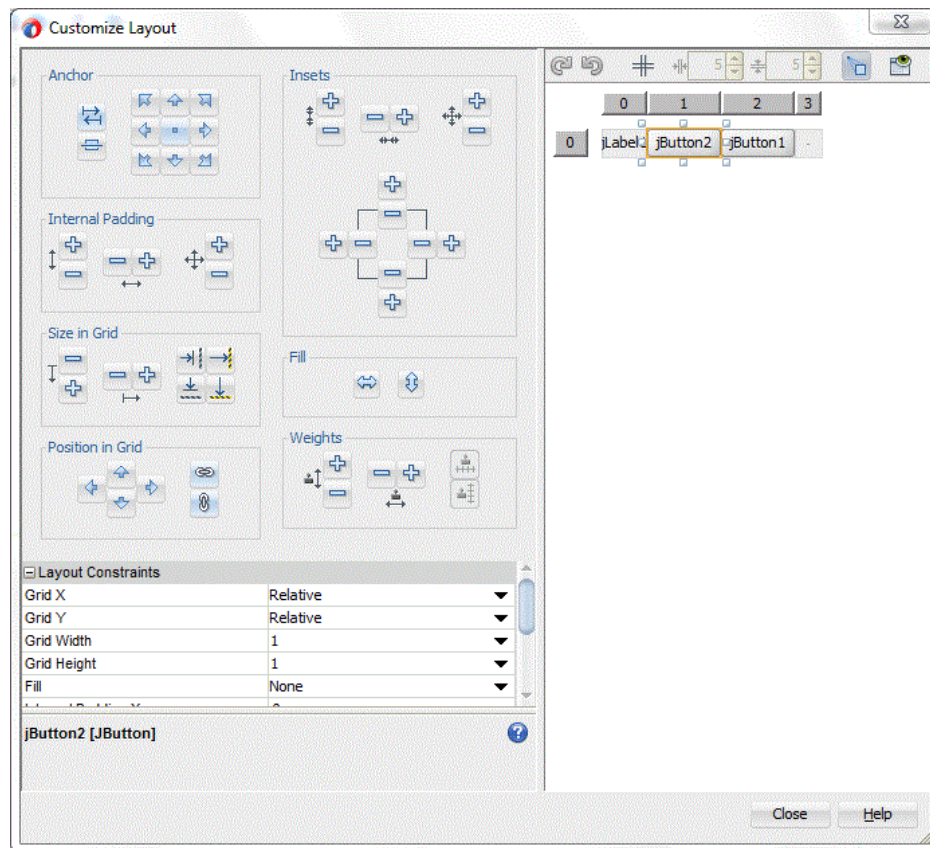 Customize Layout
Anchor
Insets
Internal Padding
Size in Grid
Fill
Position in Grid
Weights
Layout Constraints
Grid X Relative
Grid Y Relative
Grid Width 1
Grid Height 1
Fill None
jButton2 [JButton]
5 5
0 1 2 3
0 jLabel jButton2 jButton1
Close Help